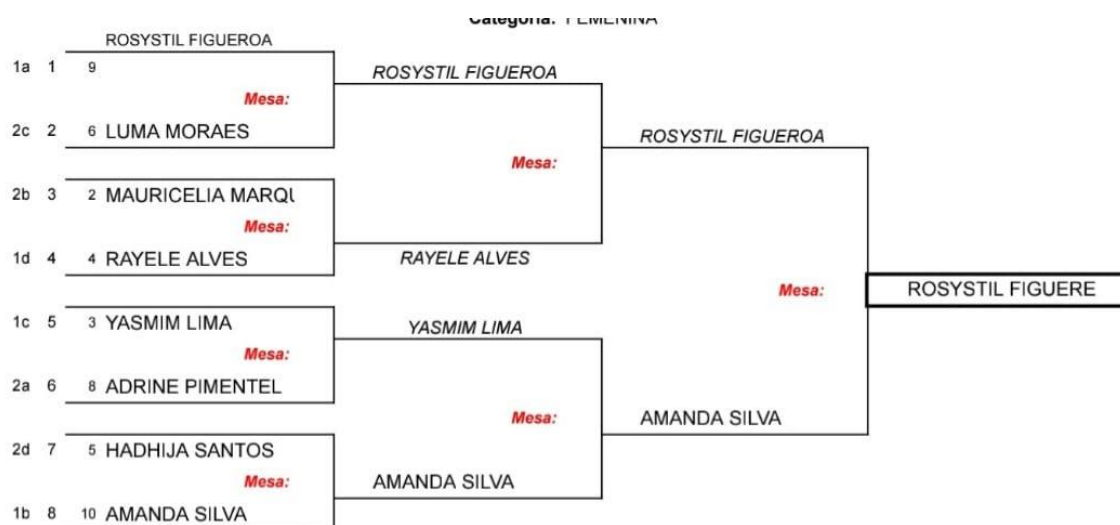 Categoria: FEMENINA
ROSYSTIL FIGUEROA
1a 1 9
ROSYSTIL FIGUEROA
Mesa:
2c 2 6 LUMA MORAES
ROSYSTIL FIGUEROA
Mesa:
2b 3 2 MAURICELIA MARQU
Mesa:
1d 4 4 RAYELE ALVES
RAYELE ALVES
Mesa:
ROSYSTIL FIGUERE
1c 5 3 YASMIM LIMA
YASMIM LIMA
Mesa:
2a 6 8 ADRINE PIMENTEL
Mesa:
AMANDA SILVA
2d 7 5 HADHIJA SANTOS
Mesa:
AMANDA SILVA
1b 8 10 AMANDA SILVA